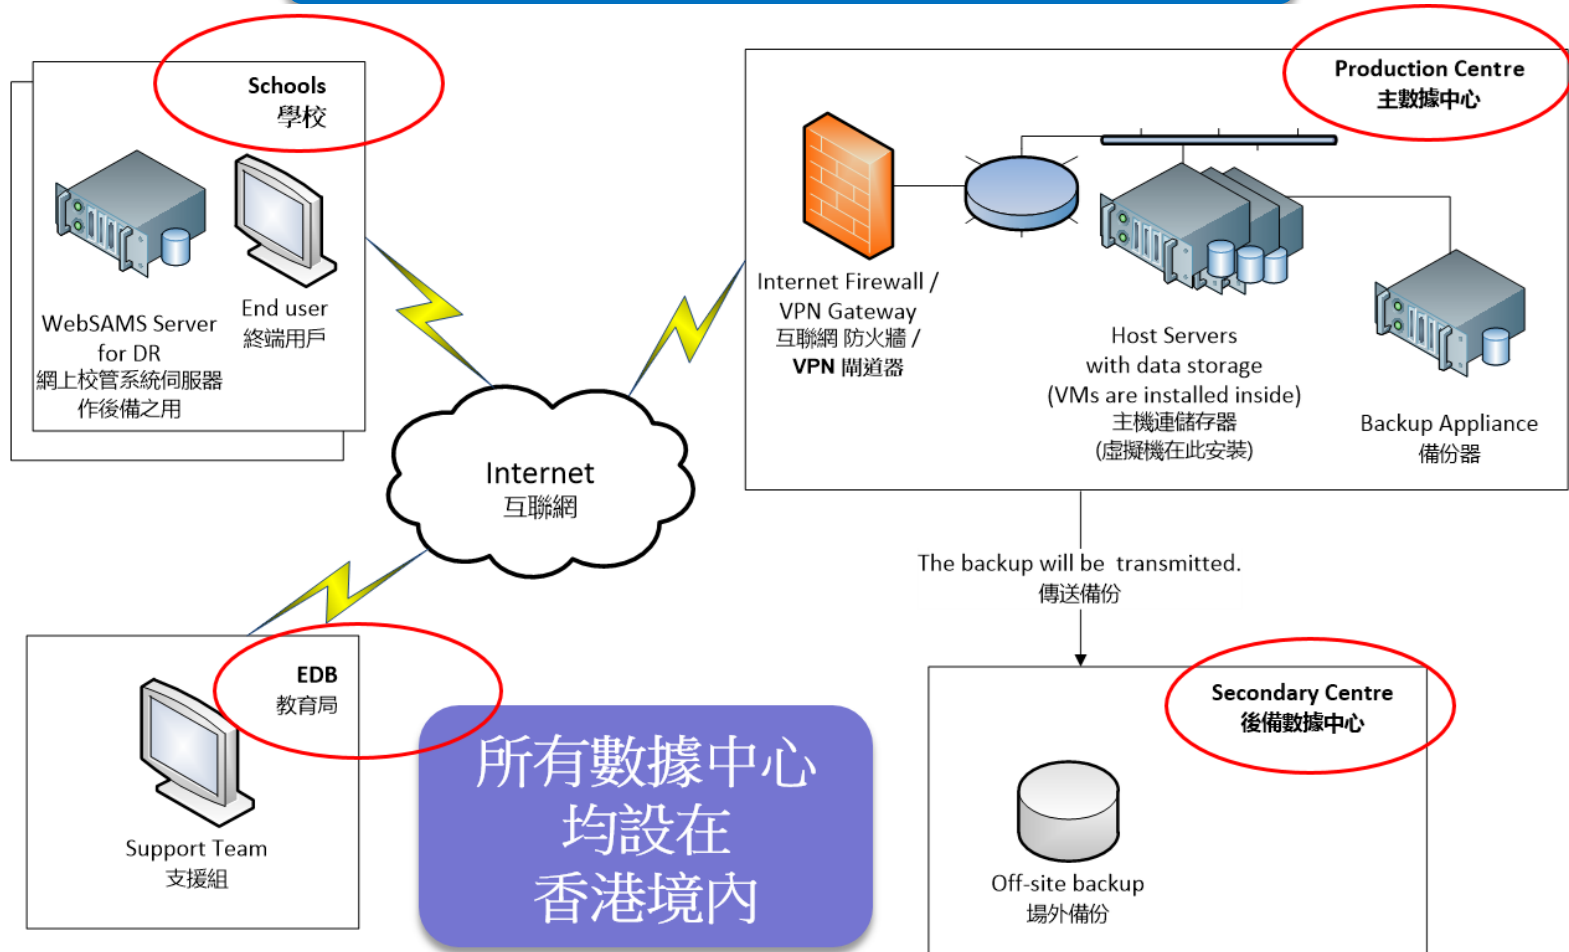 Schools
學校
WebSAMS Server
for DR
網上校管系統伺服器
作後備之用
End user
終端用戶
Production Centre
主數據中心
Internet Firewall /
VPN Gateway
互聯網 防火牆 /
VPN 閘道器
Host Servers
with data storage
(VMs are installed inside)
主機連儲存器
(虛擬機在此安裝)
Backup Appliance
備份器
Internet
互聯網
The backup will be  transmitted.
傳送備份
EDB
教育局
Support Team
支援組
所有數據中心
均設在
香港境內
Secondary Centre
後備數據中心
Off-site backup
場外備份